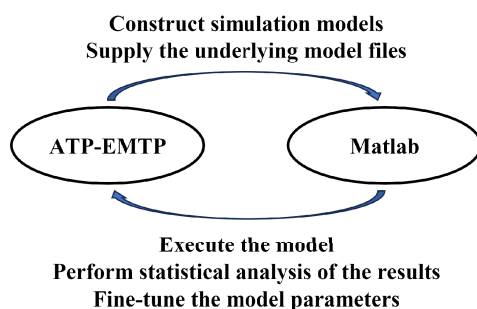 Construct simulation models
Supply the underlying model files
ATP-EMTP
Matlab
Execute the model
Perform statistical analysis of the results
Fine-tune the model parameters